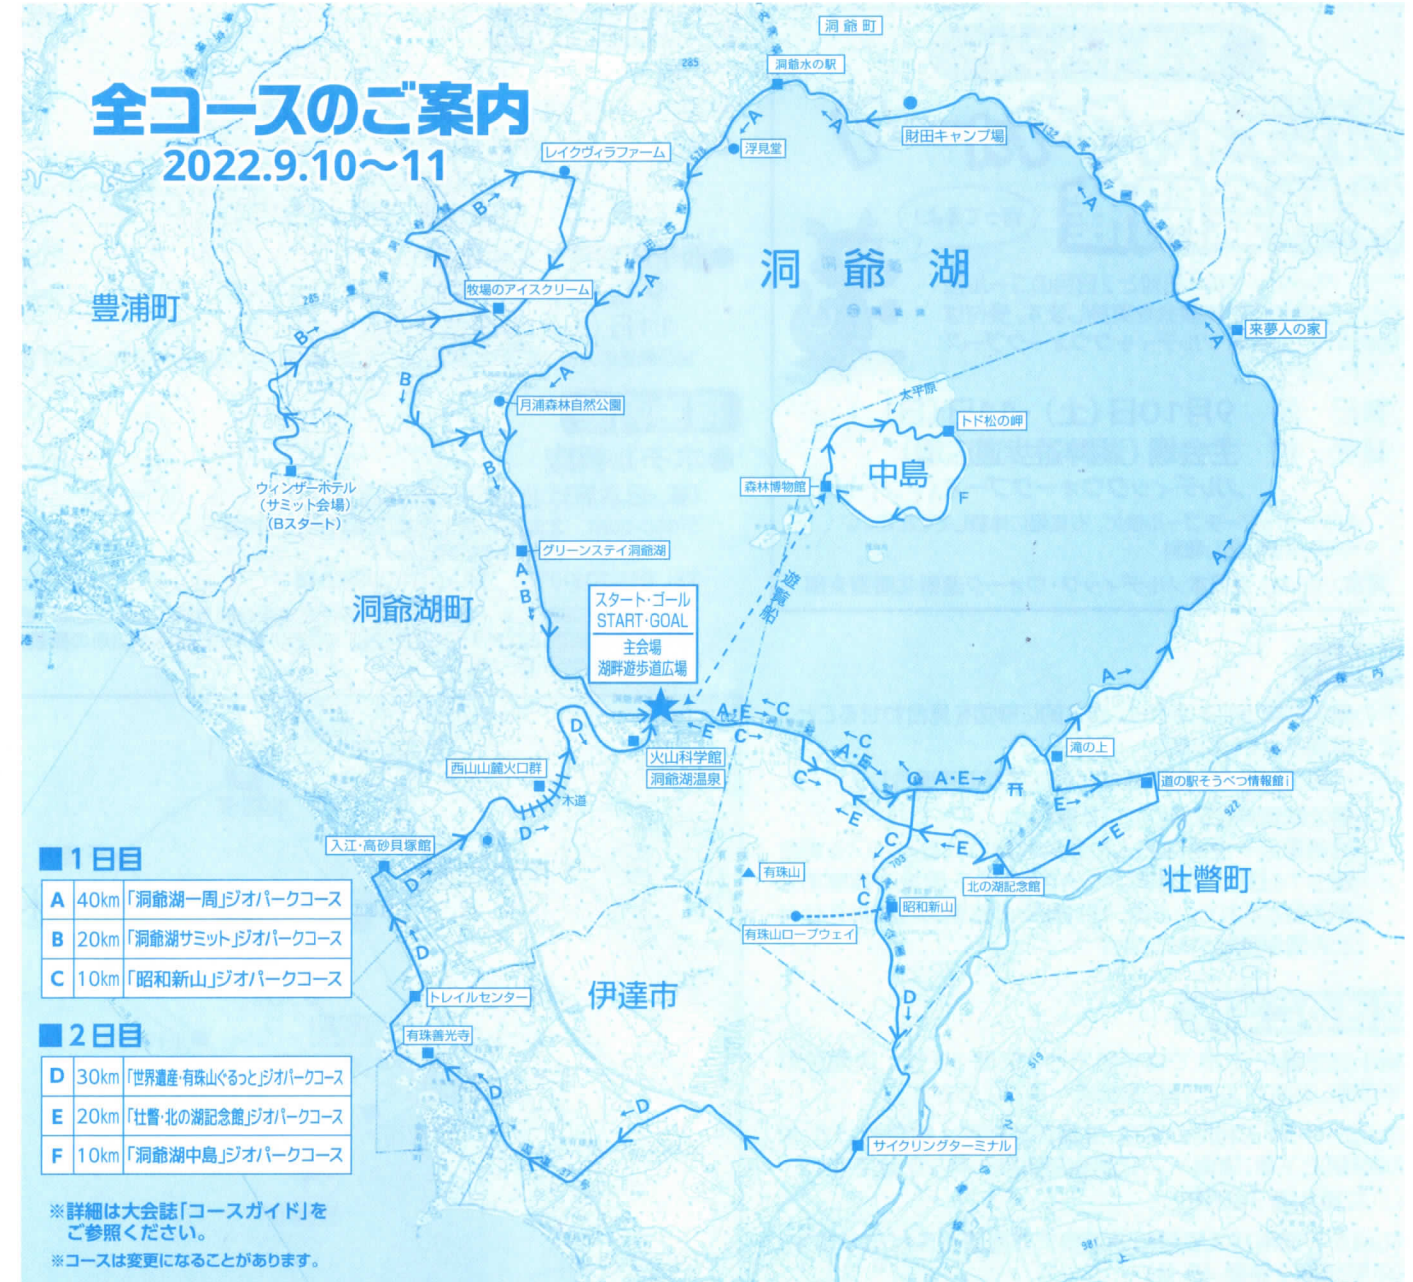 全コースのご案内
2022.9.10〜11
洞爺町
洞爺水の駅
285
浮見堂
財田キャンプ場
レイクヴィラファーム
牧場のアイスクリーム
豊浦町
285
洞爺湖
来夢人の家
月浦森林自然公園
太平原
トド松の岬
中島
森林博物館
F
ウィンザーホテル
(サミット会場)
(Bスタート)
グリーンステイ洞爺湖
A・B
遊覧船
洞爺湖町
スタート・ゴール
START・GOAL
主会場
湖畔遊歩道広場
A・E→
←C
←E
C→
←C
A・E
A・E→
火山科学館
洞爺湖温泉
西山山麓火口群
木道
D→
滝の上
道の駅そうべつ情報館i
E→
←E
922
入江・高砂貝塚館
北の湖記念館
壮瞥町
有珠山
703
昭和新山
有珠山ロープウェイ
伊達市
トレイルセンター
有珠善光寺
サイクリングターミナル
519
981
■1日目
A 40km 「洞爺湖一周」ジオパークコース
B 20km 「洞爺湖サミット」ジオパークコース
C 10km 「昭和新山」ジオパークコース
■2日目
D 30km 「世界遺産・有珠山ぐるっと」ジオパークコース
E 20km 「壮瞥・北の湖記念館」ジオパークコース
F 10km 「洞爺湖中島」ジオパークコース
※詳細は大会誌「コースガイド」を
ご参照ください。
※コースは変更になることがあります。